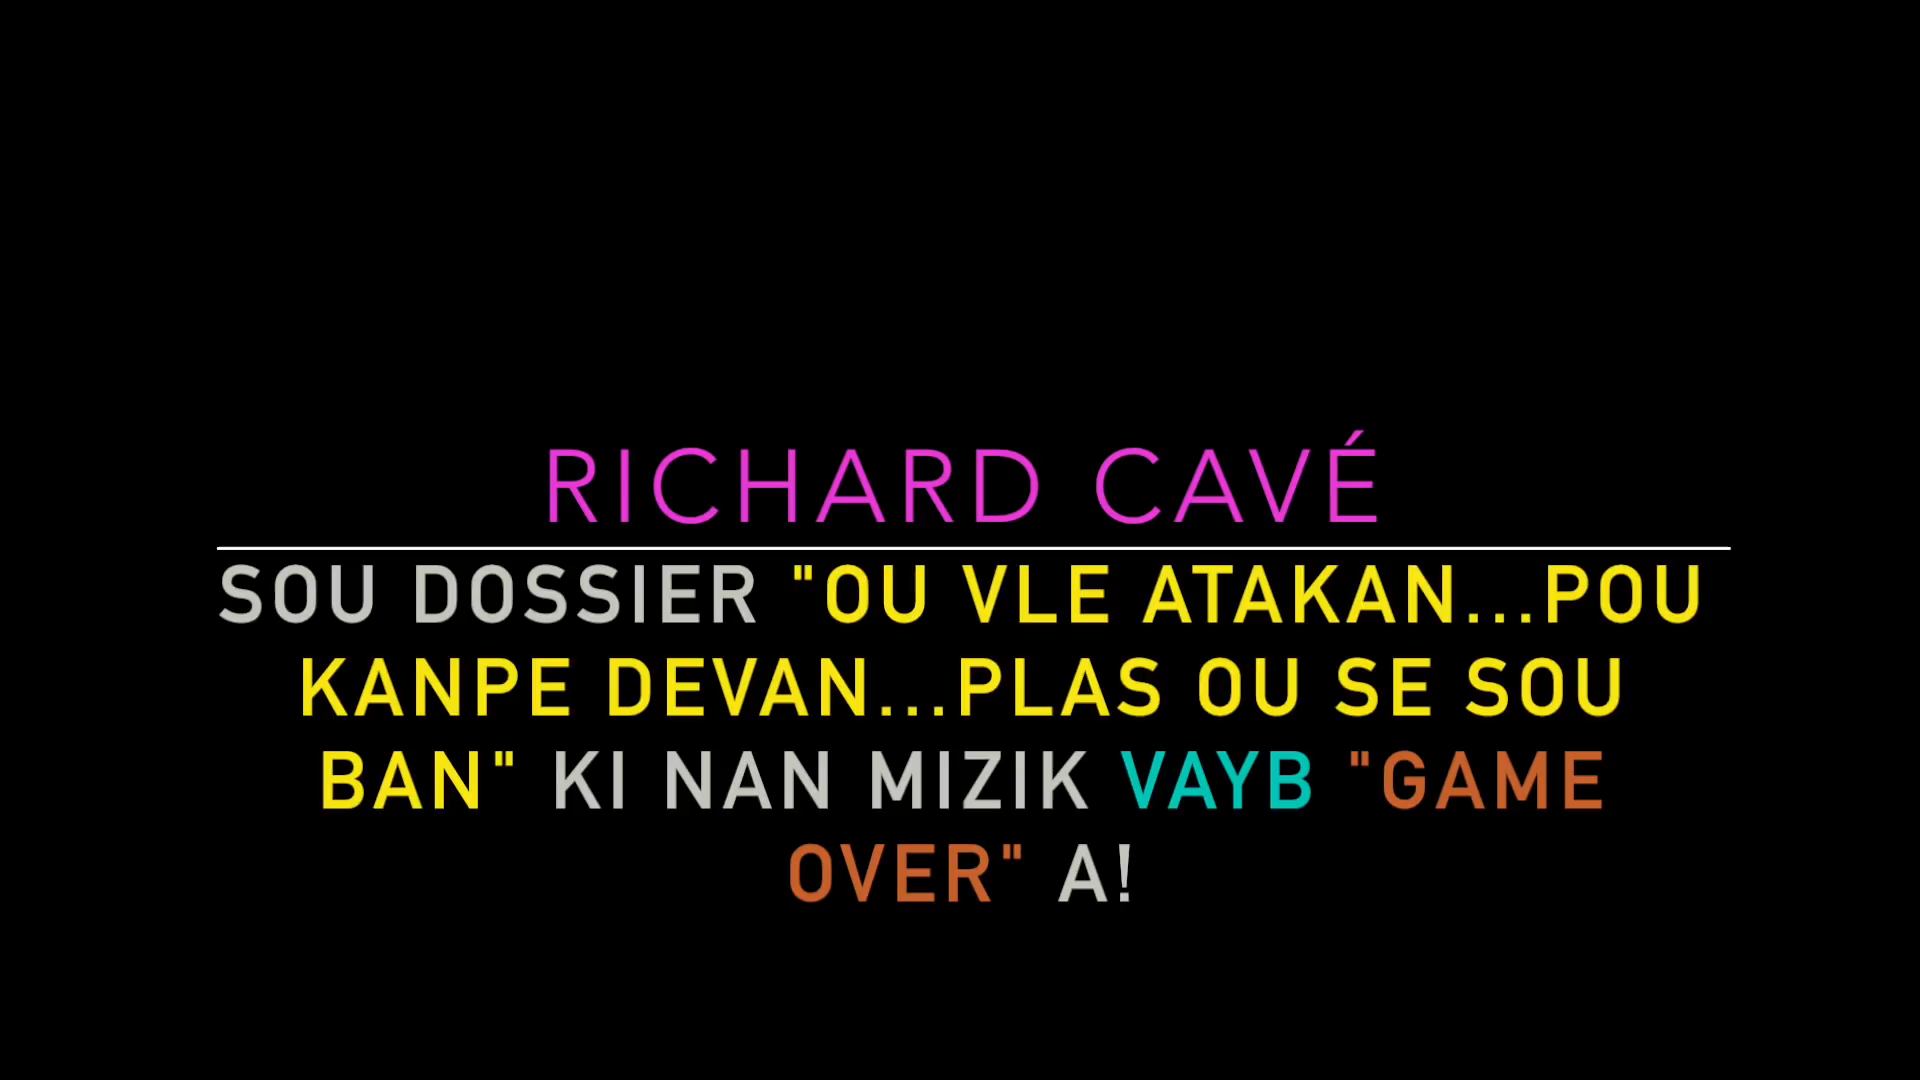 RICHARD CAVÉ
SOU DOSSIER "OU VLE ATAKAN...POU
KANPE DEVAN...PLAS OU SE SOU
BAN" KI NAN MIZIK VAYB "GAME
OVER" A!